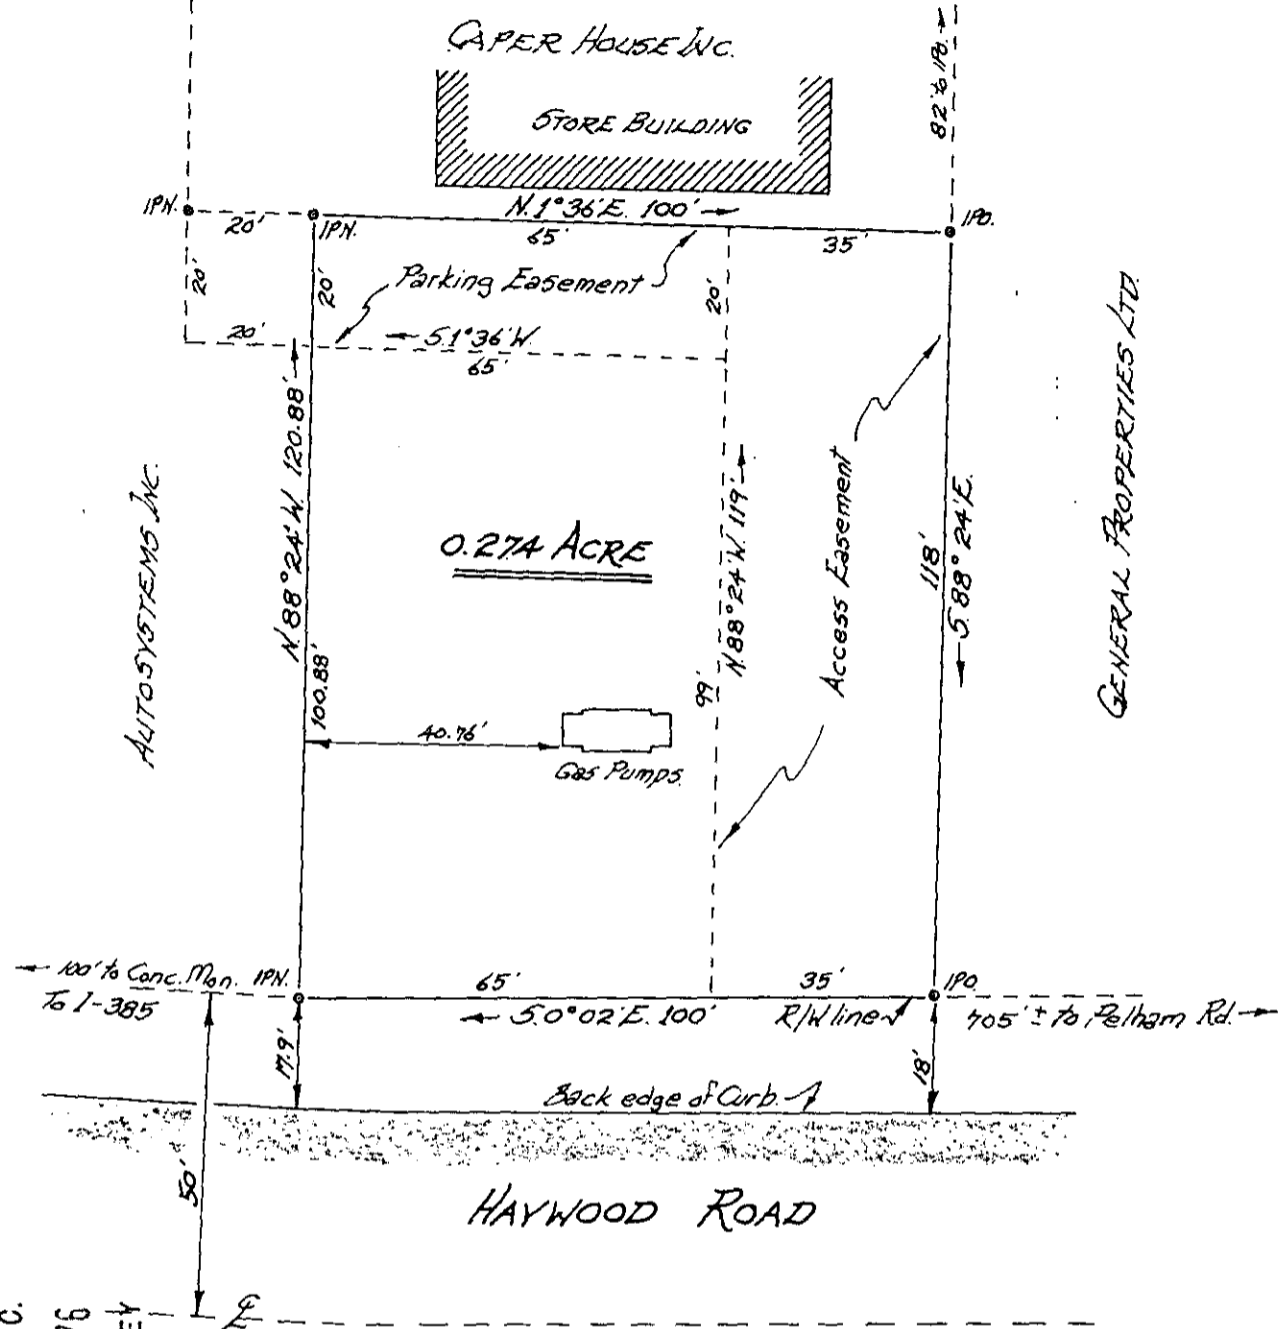 CAPER HOUSE INC.
82' to IPO.
STORE BUILDING
IPN.
20'
IPN.
N.1°36'E. 100'
65'
35'
IPO.
20'
20'
Parking Easement
20'
20'
S.1°36'W.
65'
N.88°24'W. 120.88'
100.88'
AUTOSYSTEMS INC.
0.274 ACRE
N.88°24'W. 119'
99'
Access Easement
118'
S.88°24'E.
GENERAL PROPERTIES LTD.
40.76'
Gas Pumps.
100' to Conc. Mon.
IPN.
To I-385
65'
35'
IPO.
S.0°02'E. 100'
R/W line
705' ± to Pelham Rd.
17.9'
18'
Back edge of Curb.
50'
HAYWOOD ROAD
℄
C.